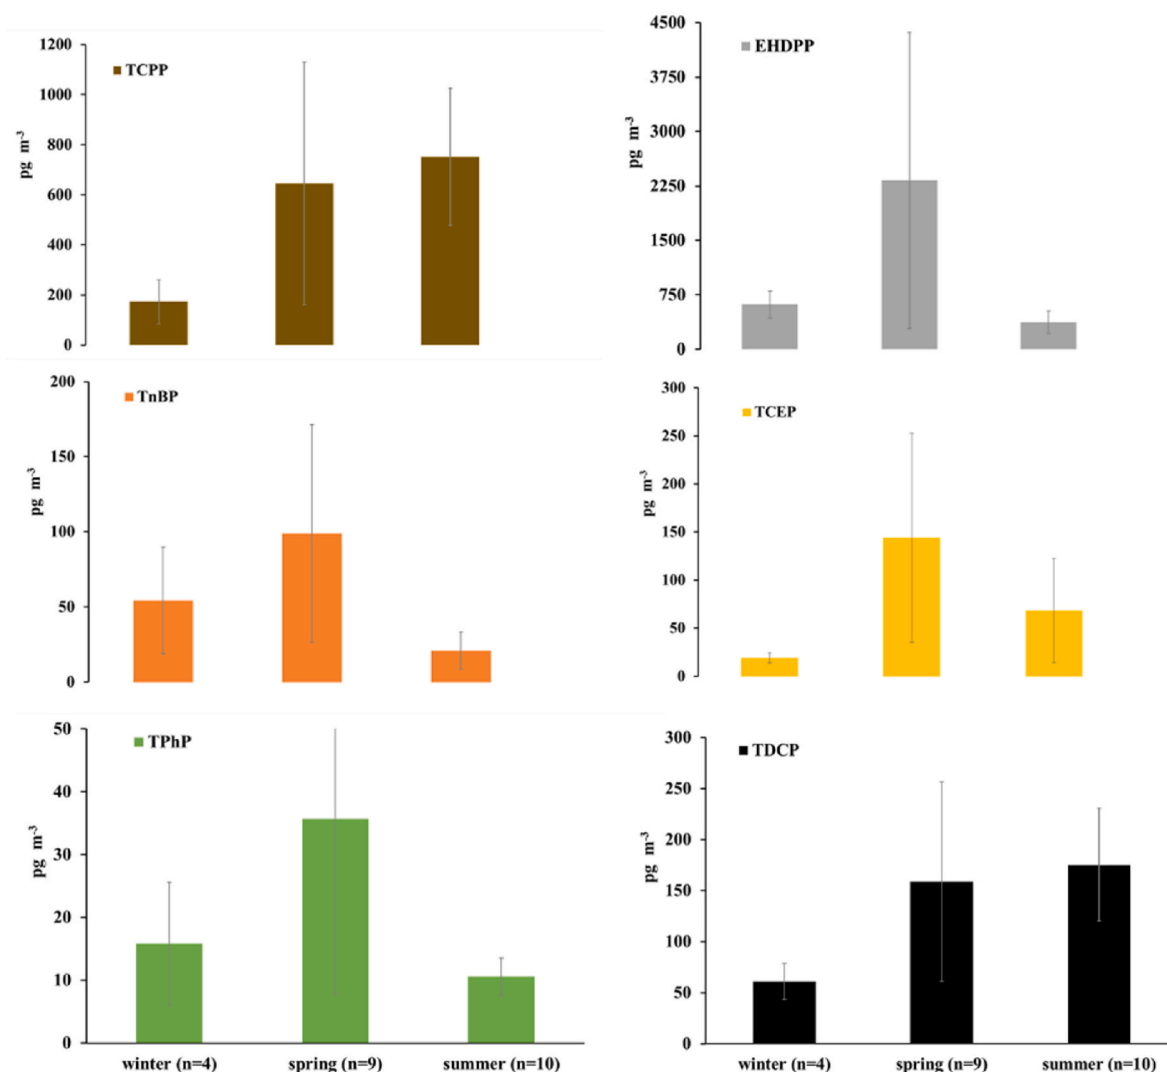 TCPP
pg m⁻³
1200
1000
800
600
400
200
0
EHDPP
pg m⁻³
4500
3750
3000
2250
1500
750
0
TnBP
pg m⁻³
200
150
100
50
0
TCEP
pg m⁻³
300
250
200
150
100
50
0
TPhP
pg m⁻³
50
40
30
20
10
0
winter (n=4) spring (n=9) summer (n=10)
TDCP
pg m⁻³
300
250
200
150
100
50
0
winter (n=4) spring (n=9) summer (n=10)